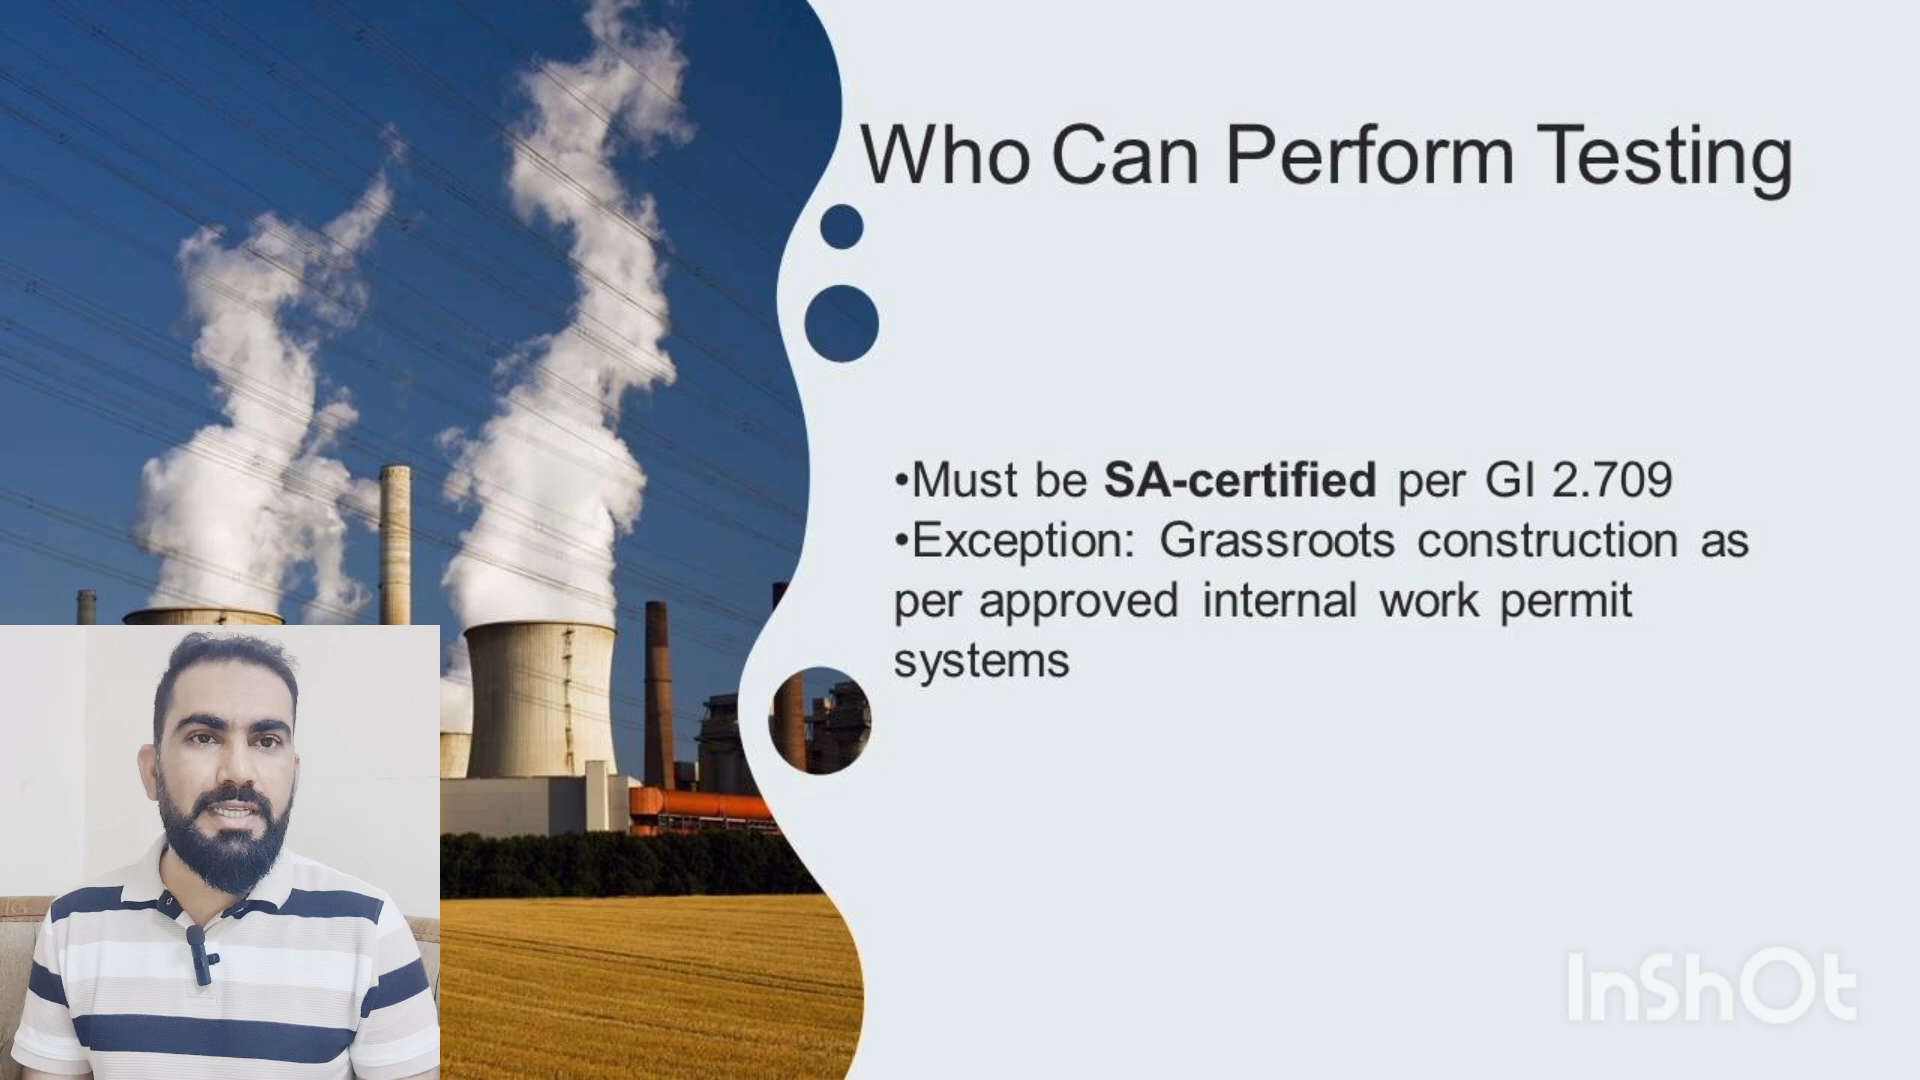 Who Can Perform Testing
•Must be SA-certified per GI 2.709
•Exception: Grassroots construction as
per approved internal work permit
systems
InShOt